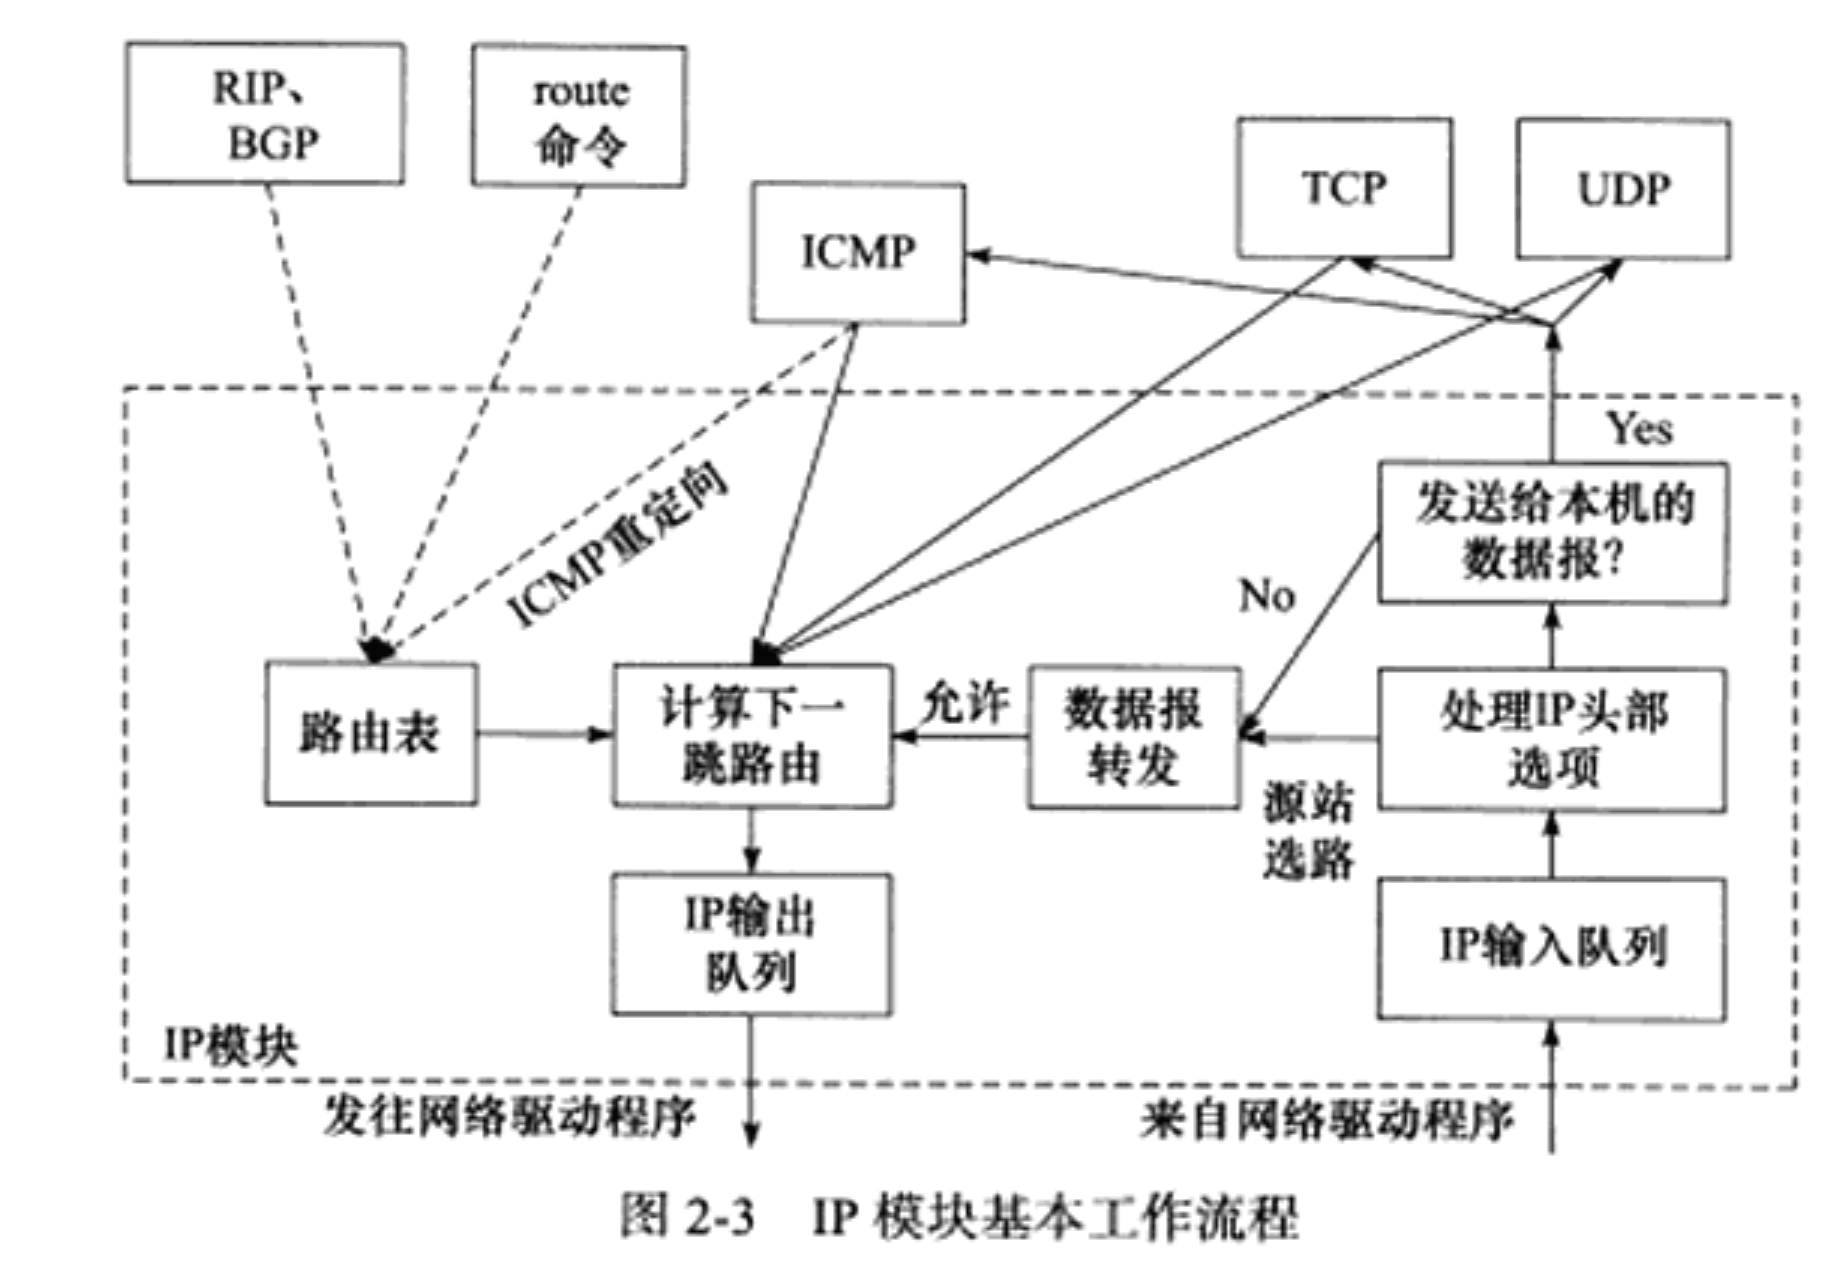 RIP、
BGP
route
命令
ICMP
TCP
UDP
Yes
发送给本机的
数据报?
No
ICMP重定向
路由表
计算下一
跳路由
允许
数据报
转发
处理IP头部
选项
源站
选路
IP输出
队列
IP输入队列
IP模块
发往网络驱动程序
来自网络驱动程序
图 2-3 IP 模块基本工作流程